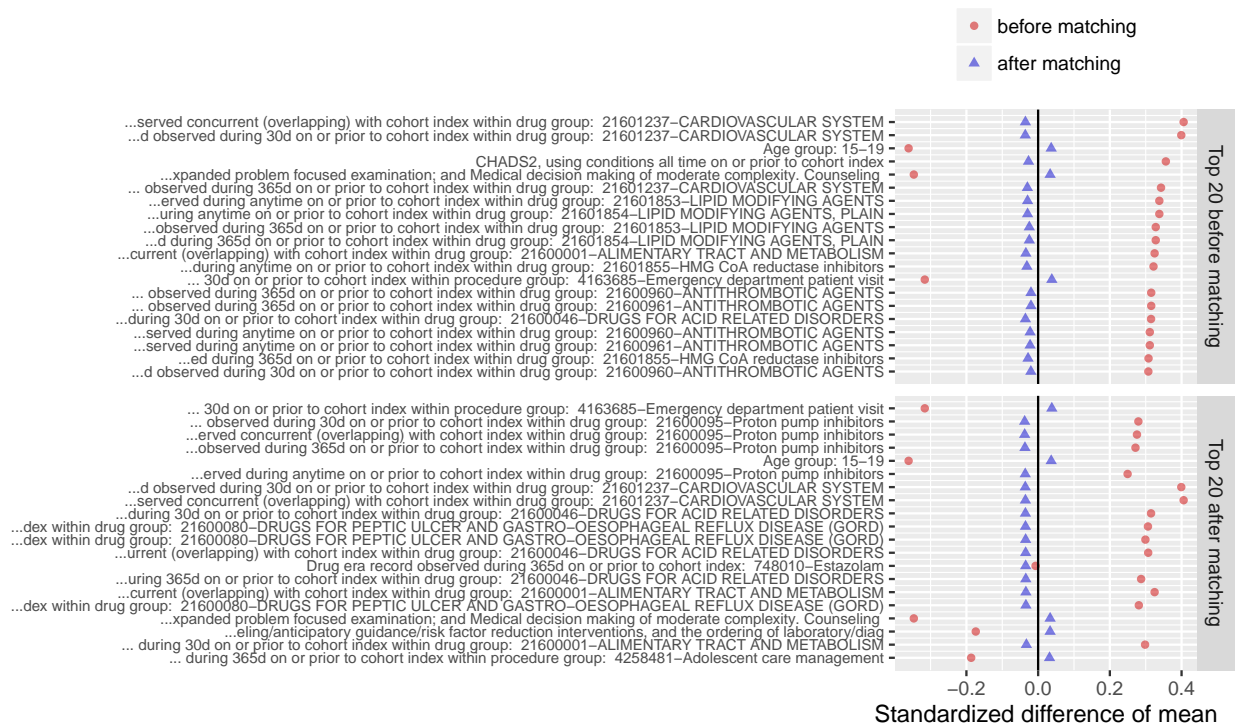 before matching
after matching
...served concurrent (overlapping) with cohort index within drug group: 21601237−CARDIOVASCULAR SYSTEM
...d observed during 30d on or prior to cohort index within drug group: 21601237−CARDIOVASCULAR SYSTEM
Age group: 15−19
CHADS2, using conditions all time on or prior to cohort index
...xpanded problem focused examination; and Medical decision making of moderate complexity. Counseling
... observed during 365d on or prior to cohort index within drug group: 21601237−CARDIOVASCULAR SYSTEM
...erved during anytime on or prior to cohort index within drug group: 21601853−LIPID MODIFYING AGENTS
...uring anytime on or prior to cohort index within drug group: 21601854−LIPID MODIFYING AGENTS, PLAIN
...observed during 365d on or prior to cohort index within drug group: 21601853−LIPID MODIFYING AGENTS
...d during 365d on or prior to cohort index within drug group: 21601854−LIPID MODIFYING AGENTS, PLAIN
...current (overlapping) with cohort index within drug group: 21600001−ALIMENTARY TRACT AND METABOLISM
...during anytime on or prior to cohort index within drug group: 21601855−HMG CoA reductase inhibitors
... 30d on or prior to cohort index within procedure group: 4163685−Emergency department patient visit
... observed during 365d on or prior to cohort index within drug group: 21600960−ANTITHROMBOTIC AGENTS
... observed during 365d on or prior to cohort index within drug group: 21600961−ANTITHROMBOTIC AGENTS
...during 30d on or prior to cohort index within drug group: 21600046−DRUGS FOR ACID RELATED DISORDERS
...served during anytime on or prior to cohort index within drug group: 21600960−ANTITHROMBOTIC AGENTS
...served during anytime on or prior to cohort index within drug group: 21600961−ANTITHROMBOTIC AGENTS
...ed during 365d on or prior to cohort index within drug group: 21601855−HMG CoA reductase inhibitors
...d observed during 30d on or prior to cohort index within drug group: 21600960−ANTITHROMBOTIC AGENTS
Top 20 before matching
... 30d on or prior to cohort index within procedure group: 4163685−Emergency department patient visit
... observed during 30d on or prior to cohort index within drug group: 21600095−Proton pump inhibitors
...erved concurrent (overlapping) with cohort index within drug group: 21600095−Proton pump inhibitors
...observed during 365d on or prior to cohort index within drug group: 21600095−Proton pump inhibitors
Age group: 15−19
...erved during anytime on or prior to cohort index within drug group: 21600095−Proton pump inhibitors
...d observed during 30d on or prior to cohort index within drug group: 21601237−CARDIOVASCULAR SYSTEM
...served concurrent (overlapping) with cohort index within drug group: 21601237−CARDIOVASCULAR SYSTEM
...during 30d on or prior to cohort index within drug group: 21600046−DRUGS FOR ACID RELATED DISORDERS
...dex within drug group: 21600080−DRUGS FOR PEPTIC ULCER AND GASTRO−OESOPHAGEAL REFLUX DISEASE (GORD)
...dex within drug group: 21600080−DRUGS FOR PEPTIC ULCER AND GASTRO−OESOPHAGEAL REFLUX DISEASE (GORD)
...urrent (overlapping) with cohort index within drug group: 21600046−DRUGS FOR ACID RELATED DISORDERS
Drug era record observed during 365d on or prior to cohort index: 748010−Estazolam
...uring 365d on or prior to cohort index within drug group: 21600046−DRUGS FOR ACID RELATED DISORDERS
...current (overlapping) with cohort index within drug group: 21600001−ALIMENTARY TRACT AND METABOLISM
...dex within drug group: 21600080−DRUGS FOR PEPTIC ULCER AND GASTRO−OESOPHAGEAL REFLUX DISEASE (GORD)
...xpanded problem focused examination; and Medical decision making of moderate complexity. Counseling
...eling/anticipatory guidance/risk factor reduction interventions, and the ordering of laboratory/diag
... during 30d on or prior to cohort index within drug group: 21600001−ALIMENTARY TRACT AND METABOLISM
... during 365d on or prior to cohort index within procedure group: 4258481−Adolescent care management
Top 20 after matching
−0.2 0.0 0.2 0.4
Standardized difference of mean